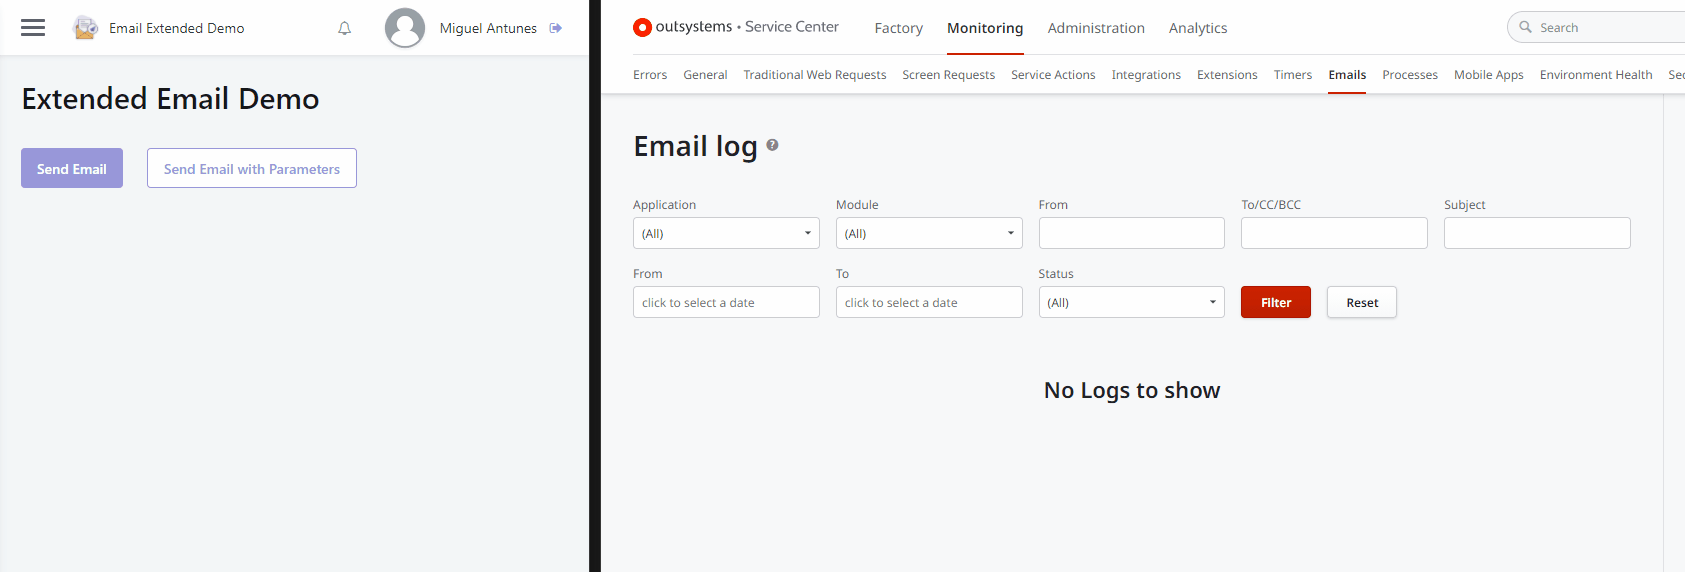 Email Extended Demo
Miguel Antunes
Extended Email Demo
Send Email
Send Email with Parameters
outsystems • Service Center
Factory
Monitoring
Administration
Analytics
Search
Errors
General
Traditional Web Requests
Screen Requests
Service Actions
Integrations
Extensions
Timers
Emails
Processes
Mobile Apps
Environment Health
Sec
Email log ?
Application
Module
From
To/CC/BCC
Subject
(All)
(All)
From
To
Status
click to select a date
click to select a date
(All)
Filter
Reset
No Logs to show